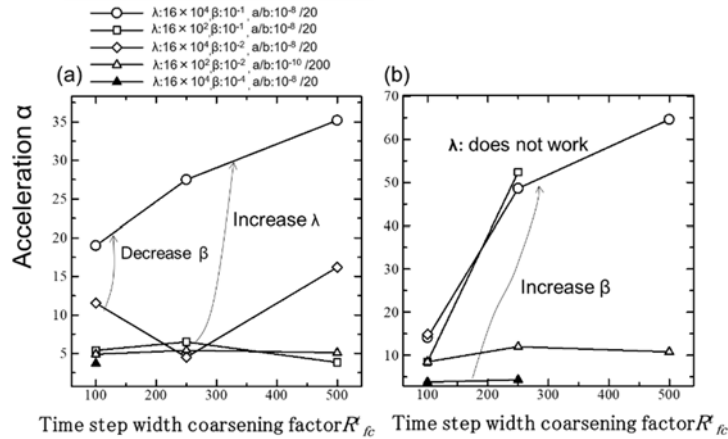 λ:16×10⁴,β:10⁻¹, a/b:10⁻⁸/20
λ:16×10²,β:10⁻¹, a/b:10⁻⁸/20
λ:16×10⁴,β:10⁻², a/b:10⁻⁸/20
λ:16×10²,β:10⁻², a/b:10⁻¹⁰/200
λ:16×10⁴,β:10⁻⁴, a/b:10⁻⁸/20
(a)
(b)
Acceleration α
35
30
25
20
15
10
5
Decrease β
Increase λ
100 200 300 400 500
Time step width coarsening factor Rᶠfc
70
60
50
40
30
20
10
λ: does not work
Increase β
100 200 300 400 500
Time step width coarsening factor Rᶠfc